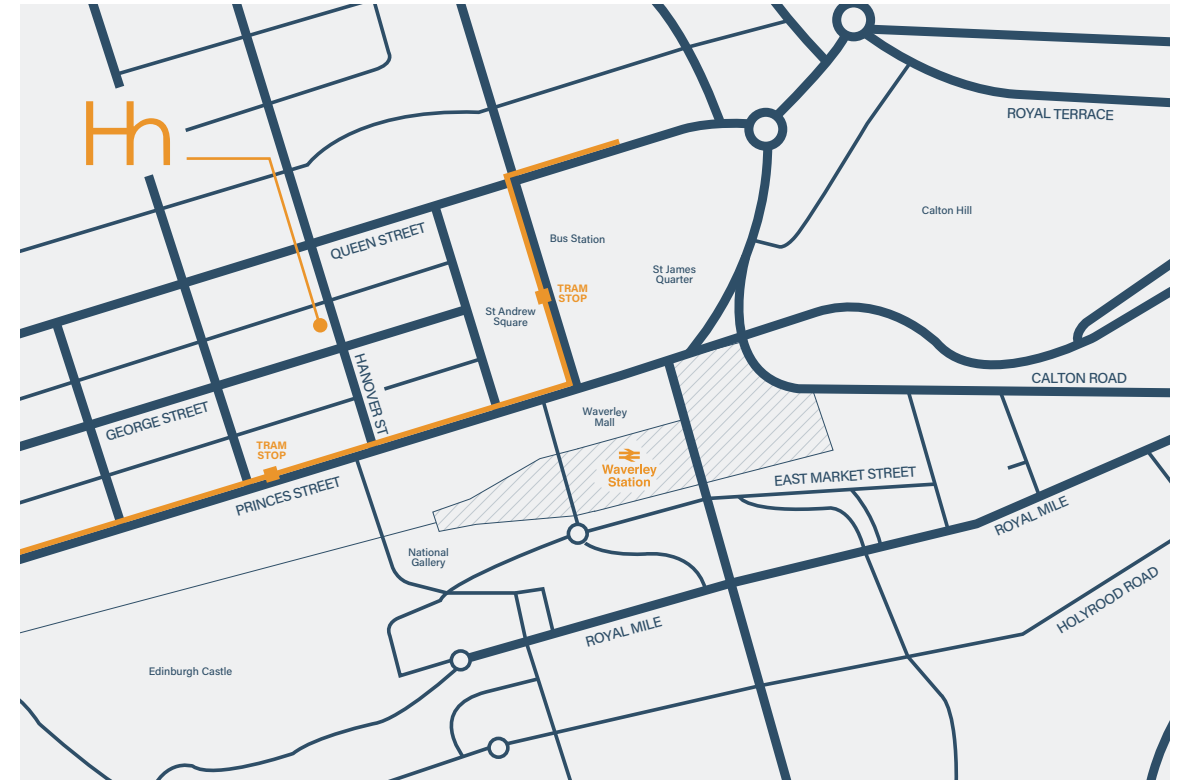 Hh
ROYAL TERRACE
Calton Hill
QUEEN STREET
Bus Station
St James
Quarter
TRAM
STOP
St Andrew
Square
HANOVER ST
CALTON ROAD
GEORGE STREET
Waverley
Mall
TRAM
STOP
Waverley
Station
EAST MARKET STREET
PRINCES STREET
ROYAL MILE
National
Gallery
HOLYROOD ROAD
ROYAL MILE
Edinburgh Castle